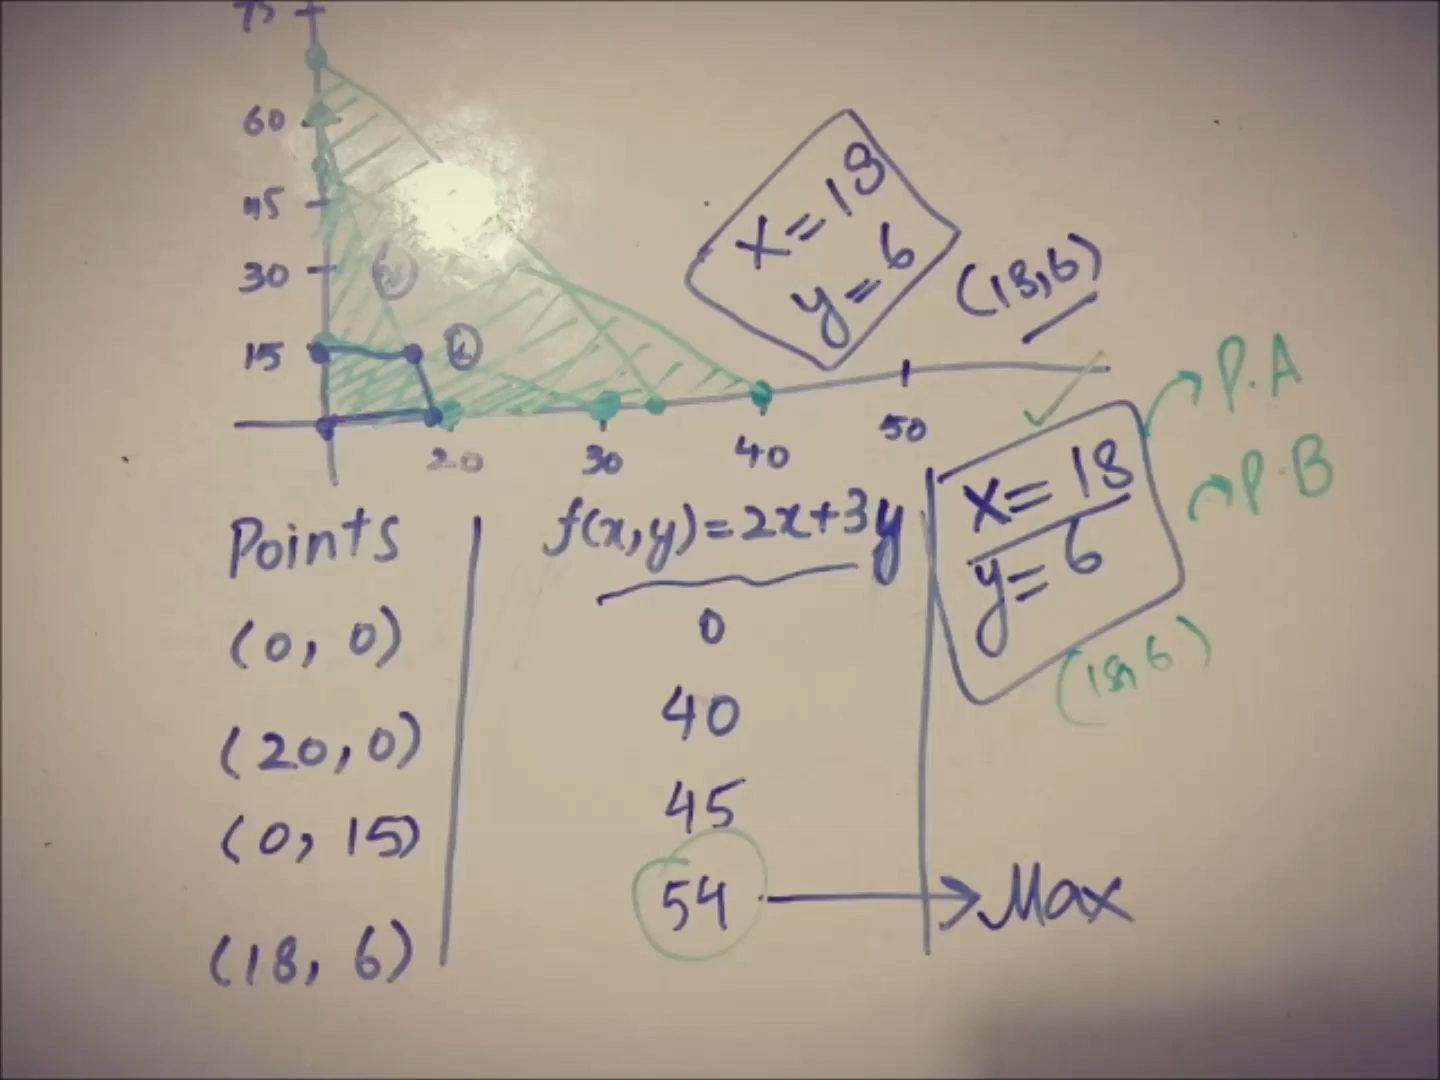 75
60
45
30
15
20
30
40
50
x=18
y=6
(18,6)
P.A
P.B
x=18
y=6
(18,6)
Points
f(x,y)=2x+3y
(0, 0)
0
(20,0)
40
(0, 15)
45
(18, 6)
54
Max